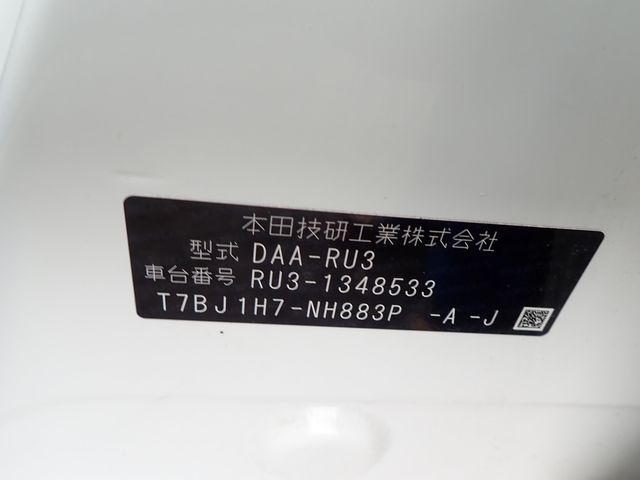 本田技研工業株式会社
型式 DAA-RU3
車台番号 RU3-1348533
T7BJ1H7-NH883P -A -J